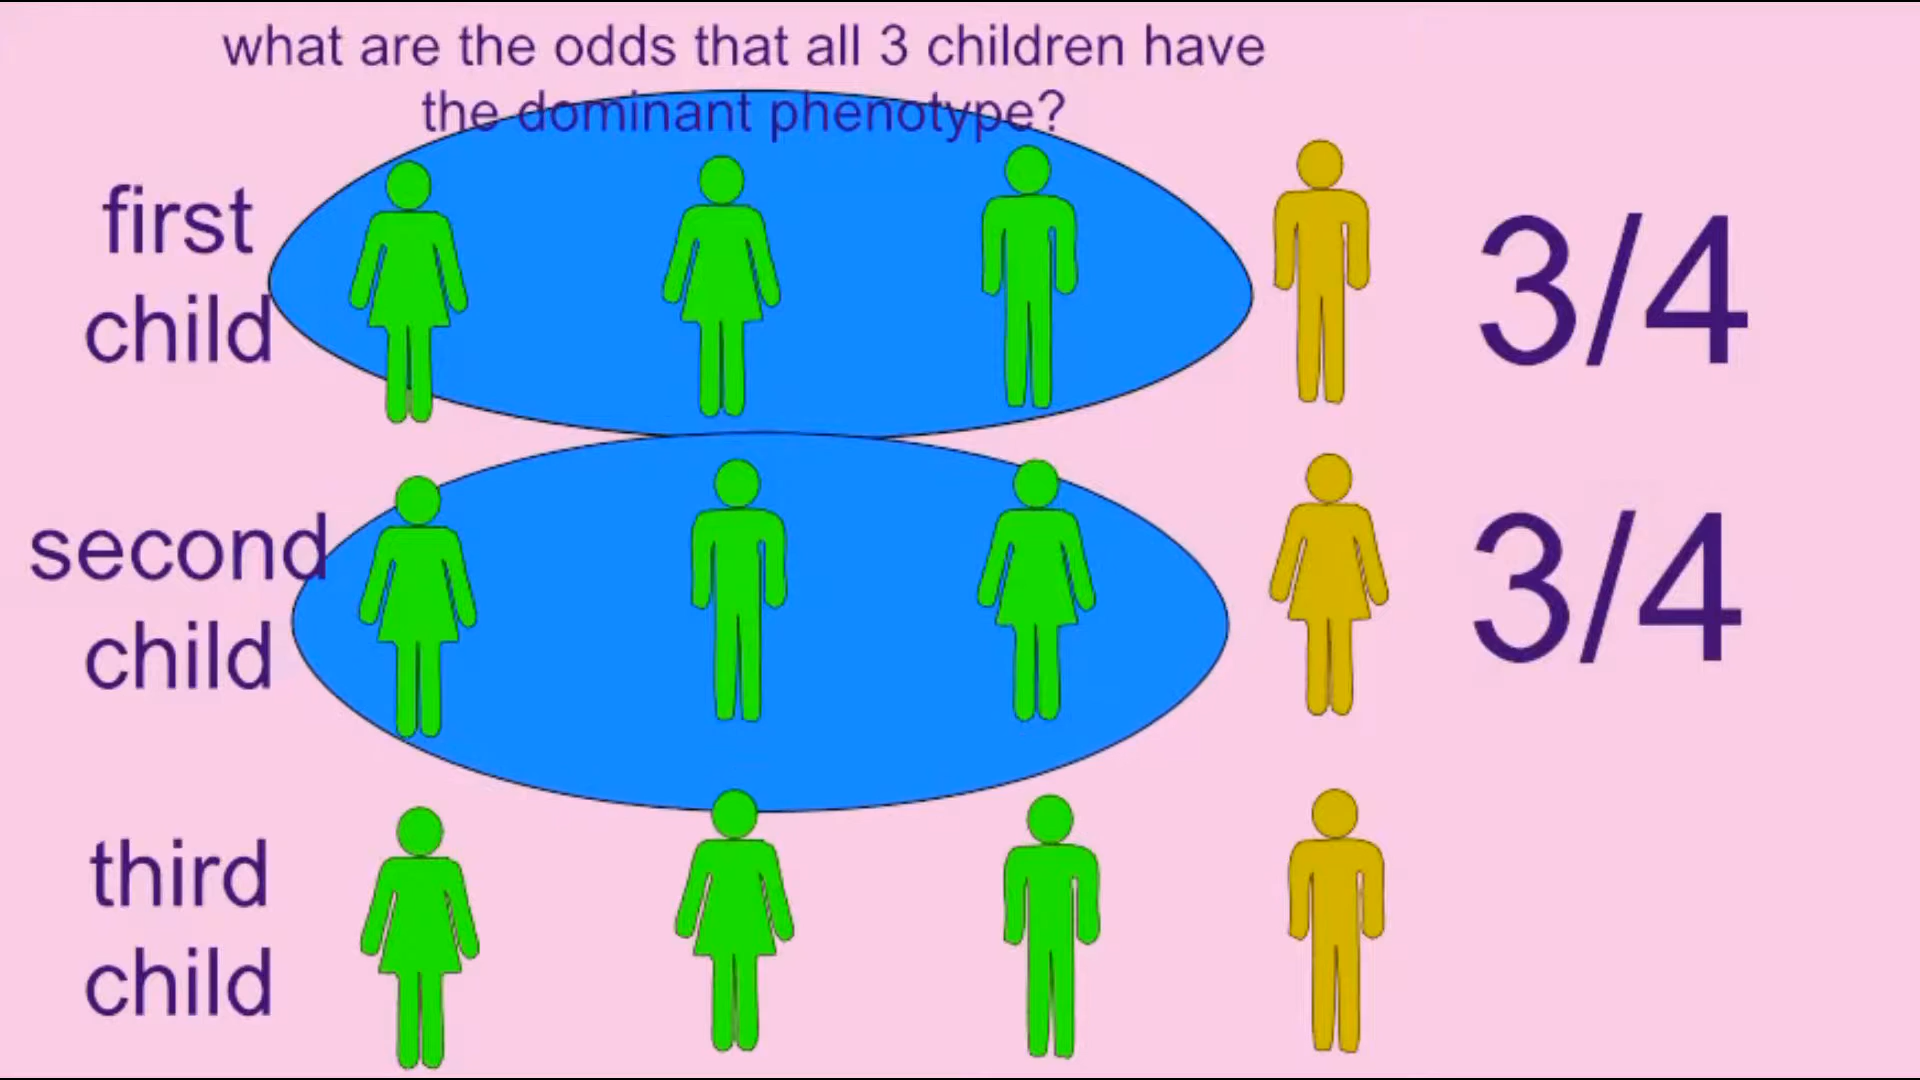 what are the odds that all 3 children have
the dominant phenotype?
first
child
3/4
second
child
3/4
third
child